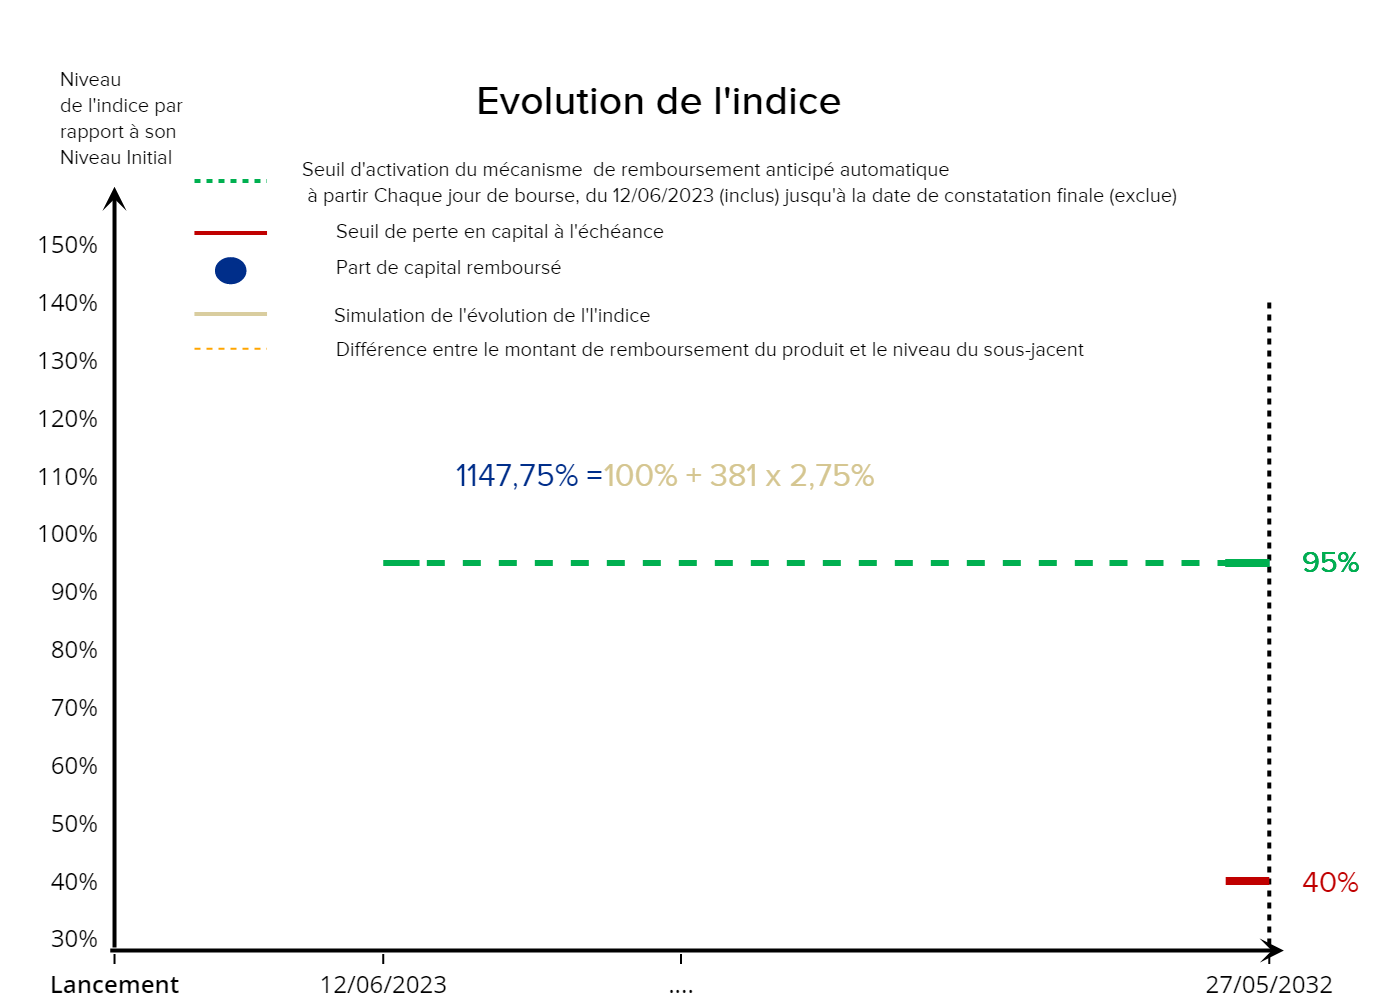 Niveau
de l'indice par
rapport à son
Niveau Initial
Evolution de l'indice
Seuil d'activation du mécanisme  de remboursement anticipé automatique
à partir Chaque jour de bourse, du 12/06/2023 (inclus) jusqu'à la date de constatation finale (exclue)
Seuil de perte en capital à l'échéance
Part de capital remboursé
Simulation de l'évolution de l'l'indice
Différence entre le montant de remboursement du produit et le niveau du sous-jacent
150%
140%
130%
120%
110%
1147,75% =100% + 381 x 2,75%
100%
95%
90%
80%
70%
60%
50%
40%
40%
30%
Lancement
12/06/2023
....
27/05/2032